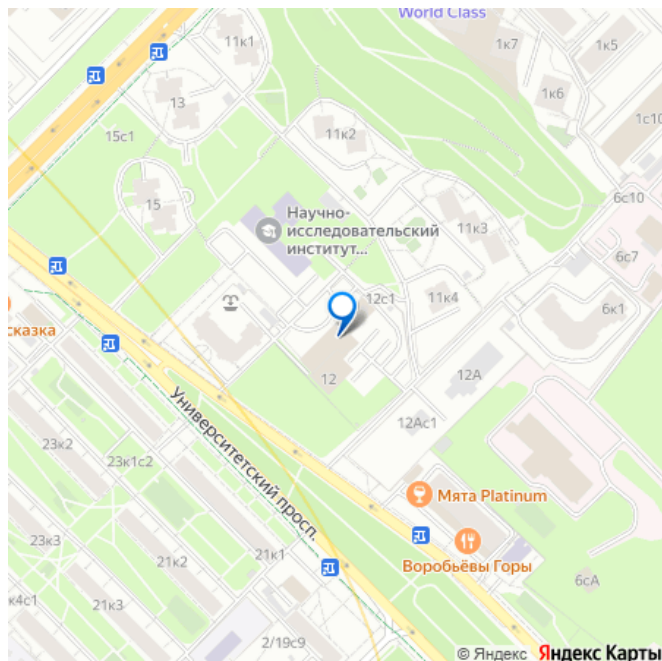 World Class
11к1
1к7
1к5
13
1к6
1с10
15с1
11к2
15
6с10
Научно-
исследовательский
институт...
11к3
6с7
12с1
11к4
6к1
сказка
12
12А
Университетский просп.
12Ас1
23к2
23к1с2
Мята Platinum
23к3
21к2
21к1
Воробьёвы Горы
6сА
к4с1
21к3
2/19с9
© Яндекс Яндекс Карты